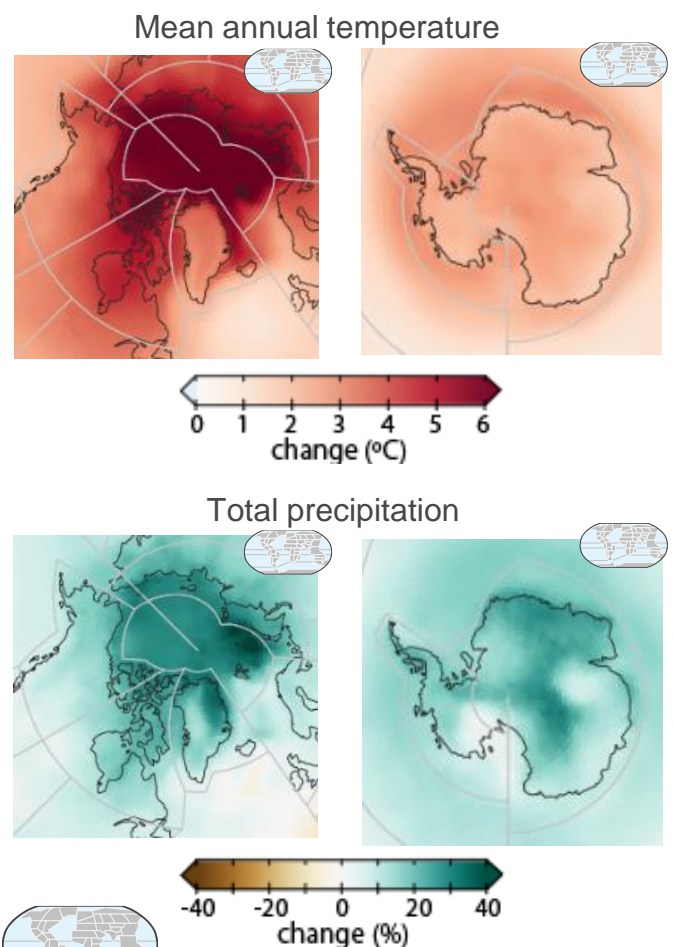 Mean annual temperature
0 1 2 3 4 5 6
change (ºC)
Total precipitation
-40 -20 0 20 40
change (%)